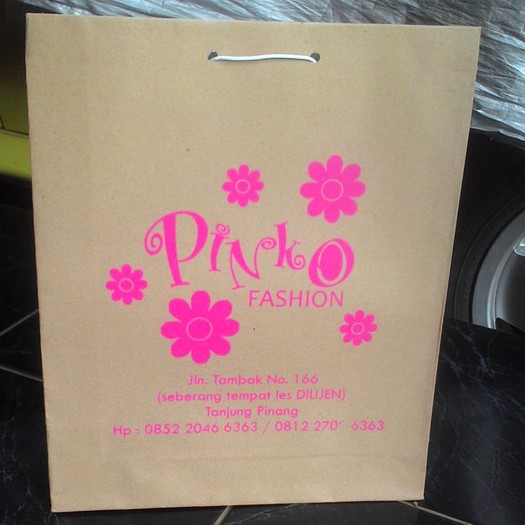 PiNkO
FASHION
Jln. Tambak No. 166
(seberang tempat les DILIJEN)
Tanjung Pinang
Hp : 0852 2046 6363 / 0812 6363